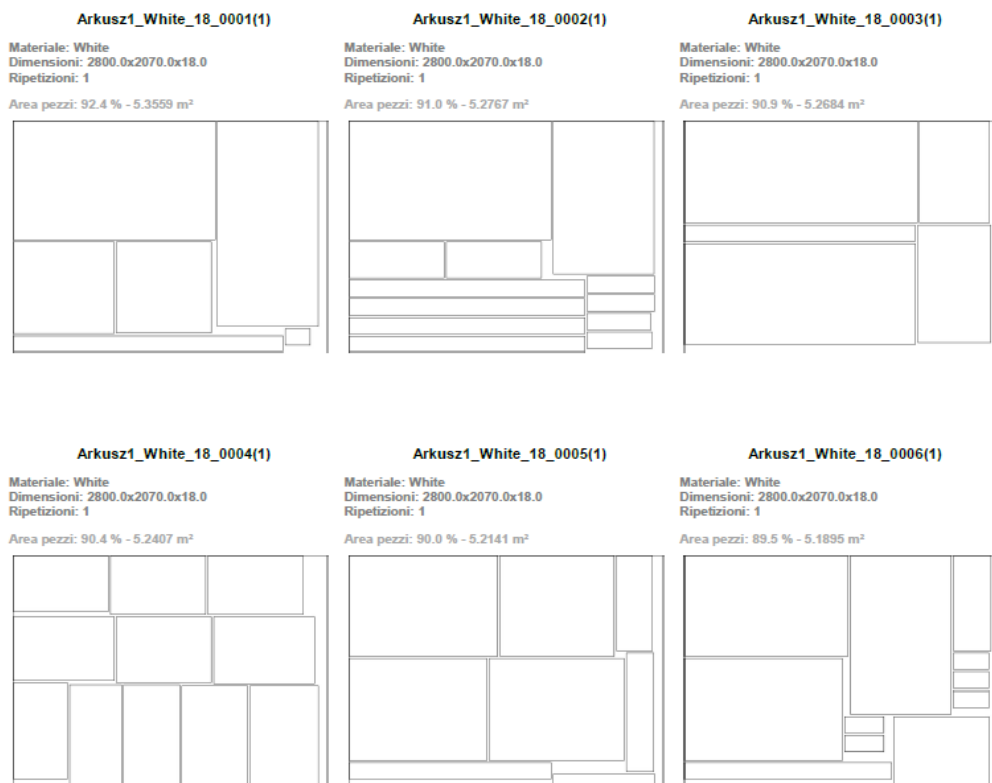 Arkusz1_White_18_0001(1)
Materiale: White
Dimensioni: 2800.0x2070.0x18.0
Ripetizioni: 1
Area pezzi: 92.4 % - 5.3559 m²
Arkusz1_White_18_0002(1)
Materiale: White
Dimensioni: 2800.0x2070.0x18.0
Ripetizioni: 1
Area pezzi: 91.0 % - 5.2767 m²
Arkusz1_White_18_0003(1)
Materiale: White
Dimensioni: 2800.0x2070.0x18.0
Ripetizioni: 1
Area pezzi: 90.9 % - 5.2684 m²
Arkusz1_White_18_0004(1)
Materiale: White
Dimensioni: 2800.0x2070.0x18.0
Ripetizioni: 1
Area pezzi: 90.4 % - 5.2407 m²
Arkusz1_White_18_0005(1)
Materiale: White
Dimensioni: 2800.0x2070.0x18.0
Ripetizioni: 1
Area pezzi: 90.0 % - 5.2141 m²
Arkusz1_White_18_0006(1)
Materiale: White
Dimensioni: 2800.0x2070.0x18.0
Ripetizioni: 1
Area pezzi: 89.5 % - 5.1895 m²